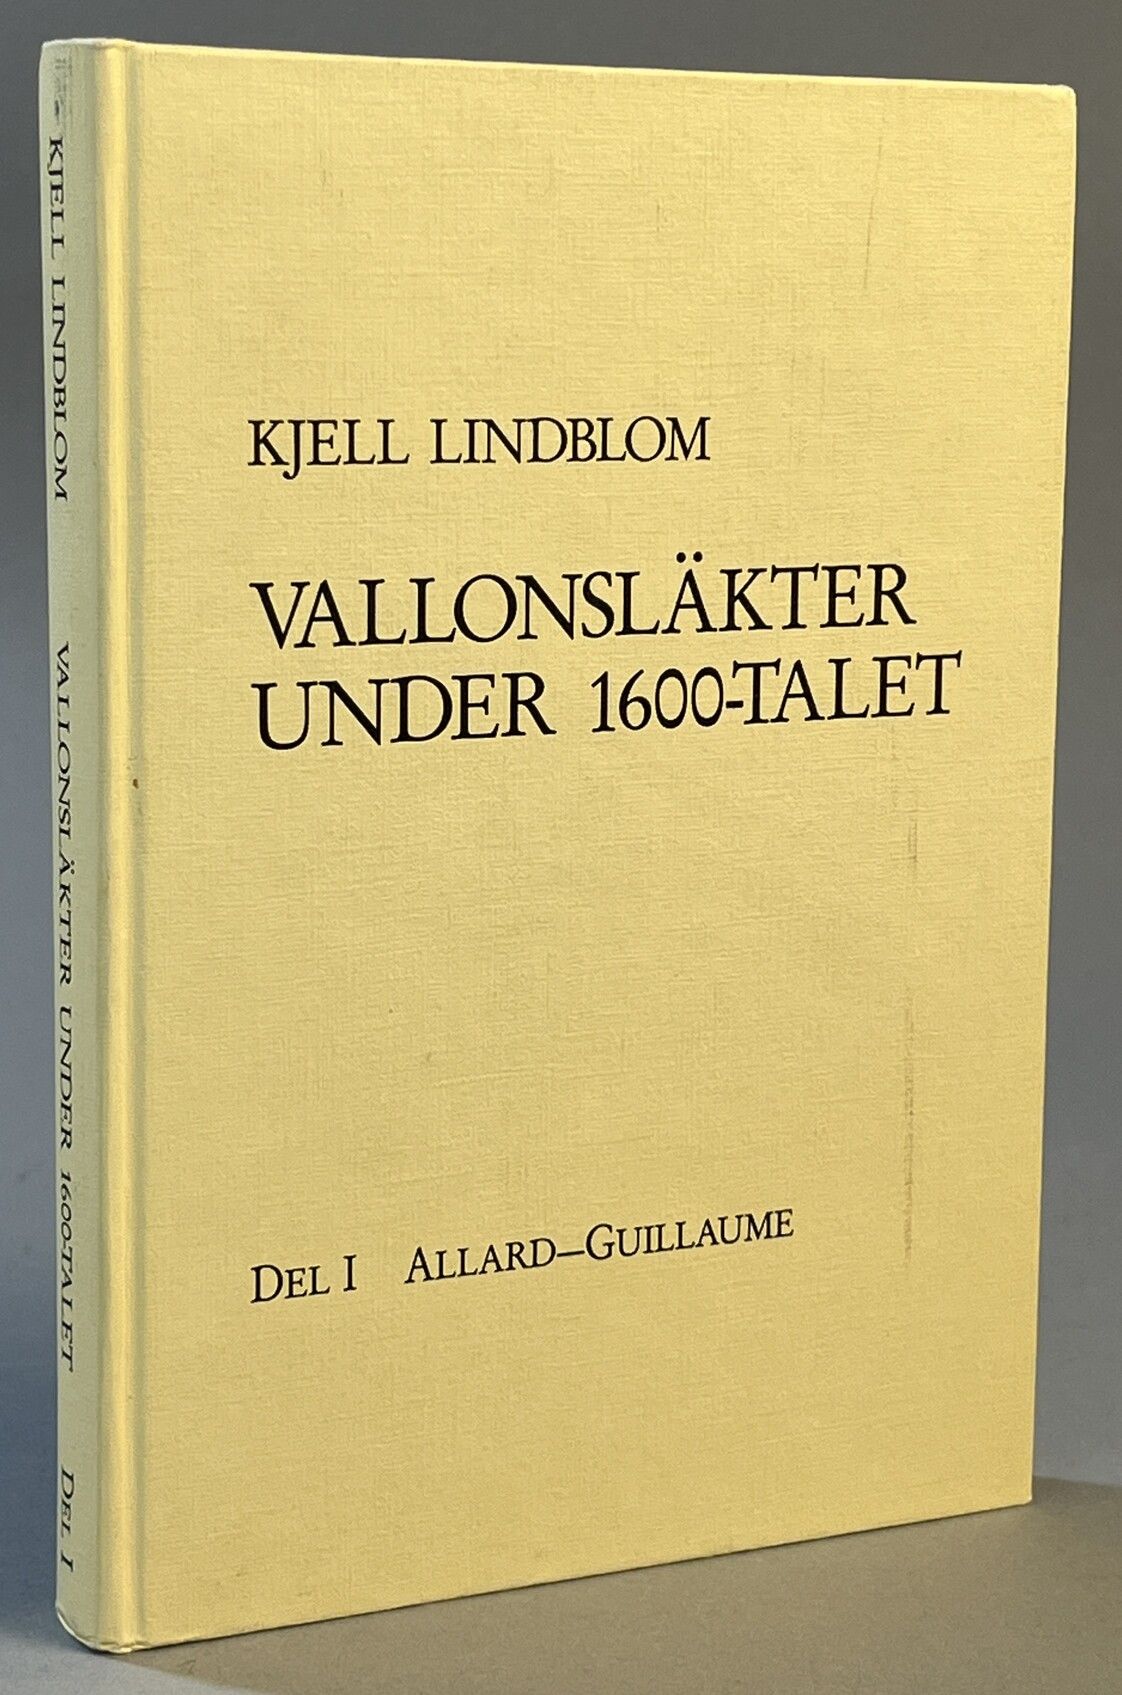 KJELL LINDBLOM VALLONSLÄKTER UNDER 1600-TALET DEL I
KJELL LINDBLOM
VALLONSLÄKTER
UNDER 1600-TALET
DEL I ALLARD–GUILLAUME